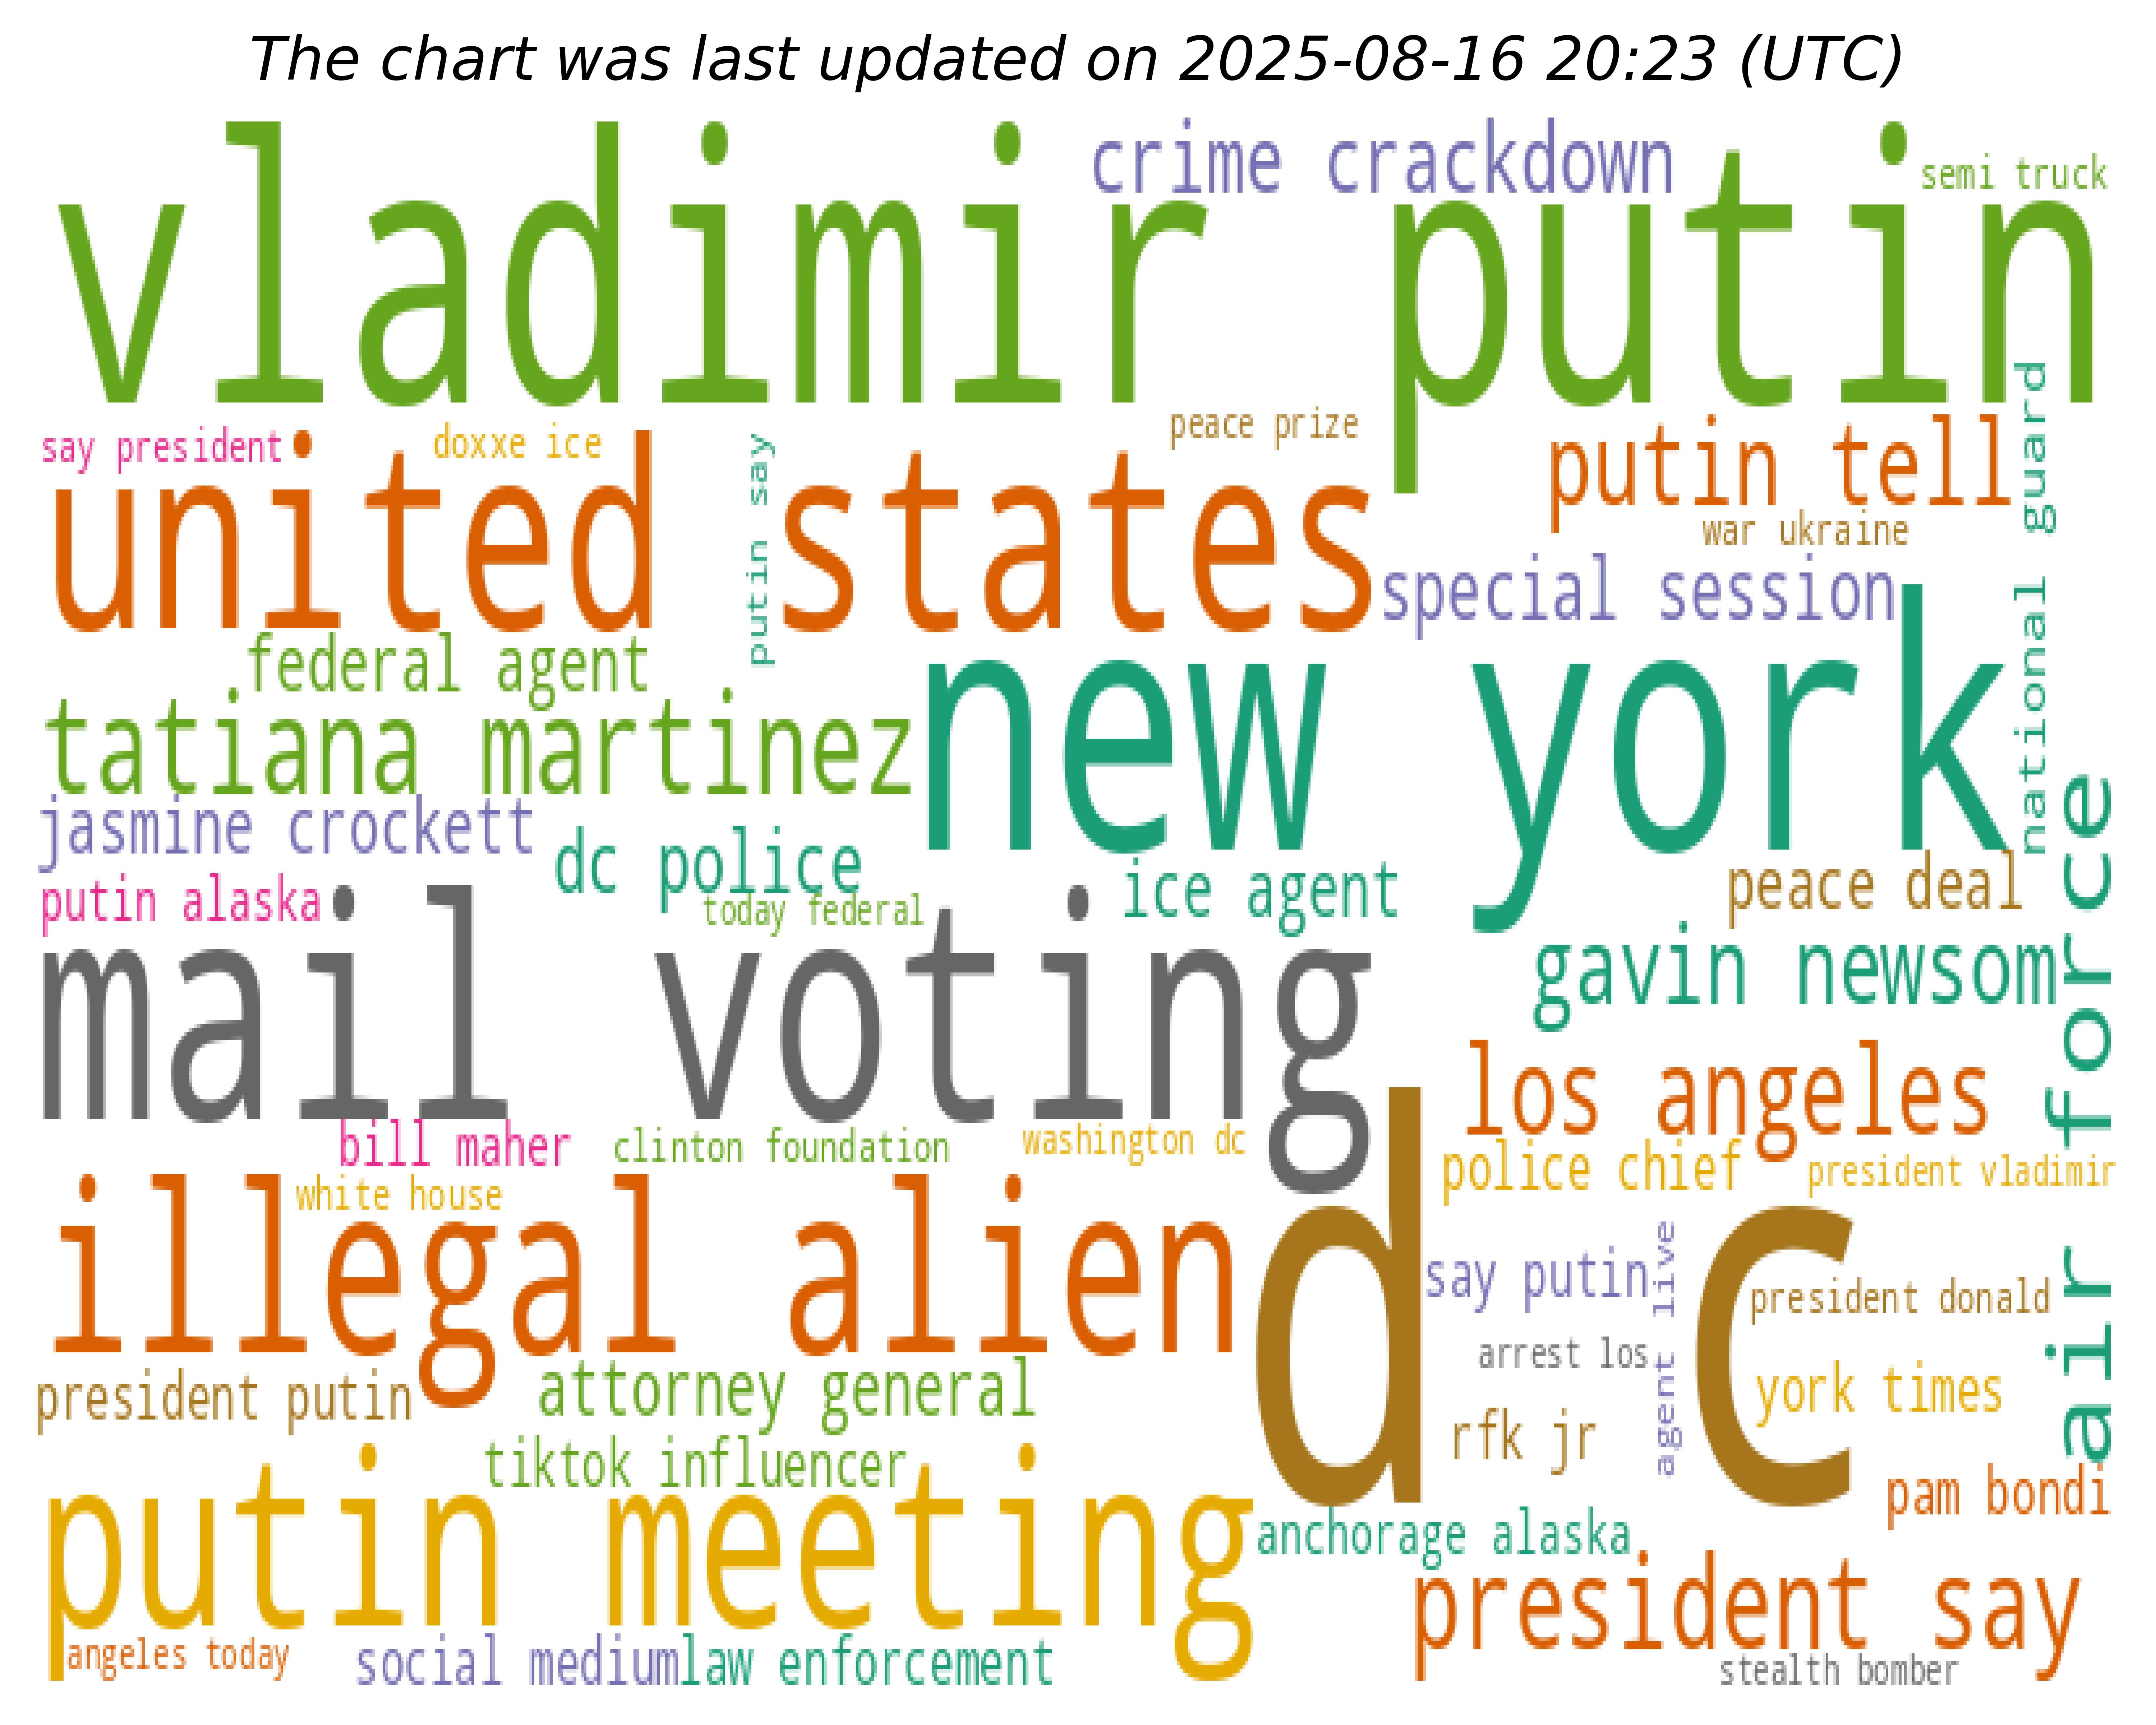 The chart was last updated on 2025-08-16 20:23 (UTC)
vladimir putin
crime crackdown
semi truck
say president
doxxe ice
putin say
peace prize
united states
putin tell
national guard
war ukraine
special session
federal agent
new york
tatiana martinez
jasmine crockett
dc police
ice agent
peace deal
putin alaska
today federal
mail voting
gavin newsom
air force
los angeles
bill maher
clinton foundation
washington dc
police chief
president vladimir
white house
illegal alien
d c
say putin
agent live
president donald
arrest los
president putin
attorney general
york times
rfk jr
tiktok influencer
pam bondi
putin meeting
anchorage alaska
president say
angeles today
social medium
law enforcement
stealth bomber